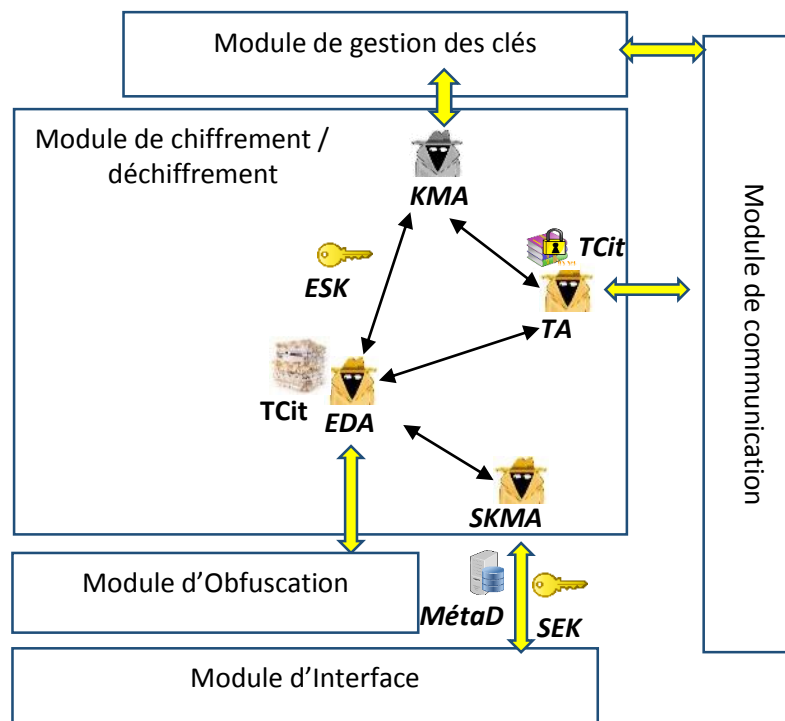 Module de gestion des clés
Module de chiffrement /
déchiffrement
KMA
TCit
ESK
TA
TCit
EDA
SKMA
Module de communication
Module d’Obfuscation
MétaD
SEK
Module d’Interface